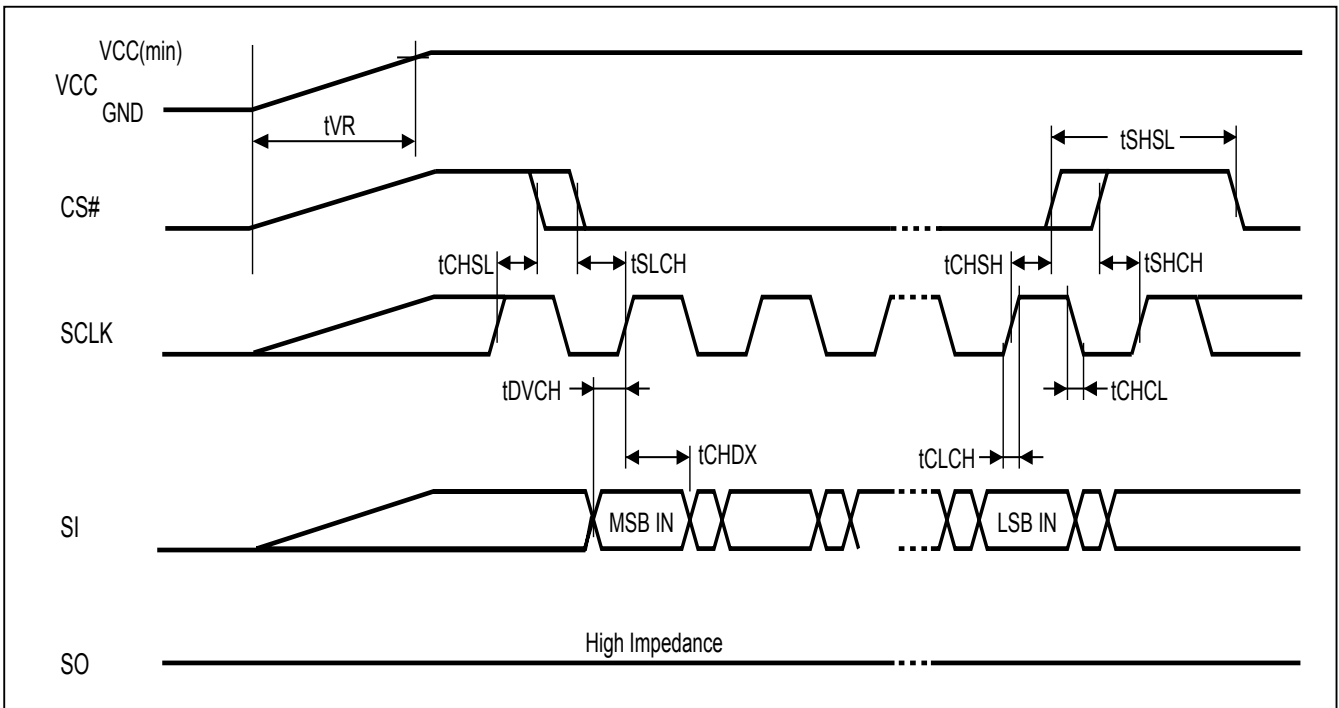 VCC(min)
VCC
GND
tVR
tSHSL
CS#
tCHSL
tSLCH
tCHSH
tSHCH
SCLK
tDVCH
tCHCL
tCHDX
tCLCH
SI
MSB IN
LSB IN
High Impedance
SO